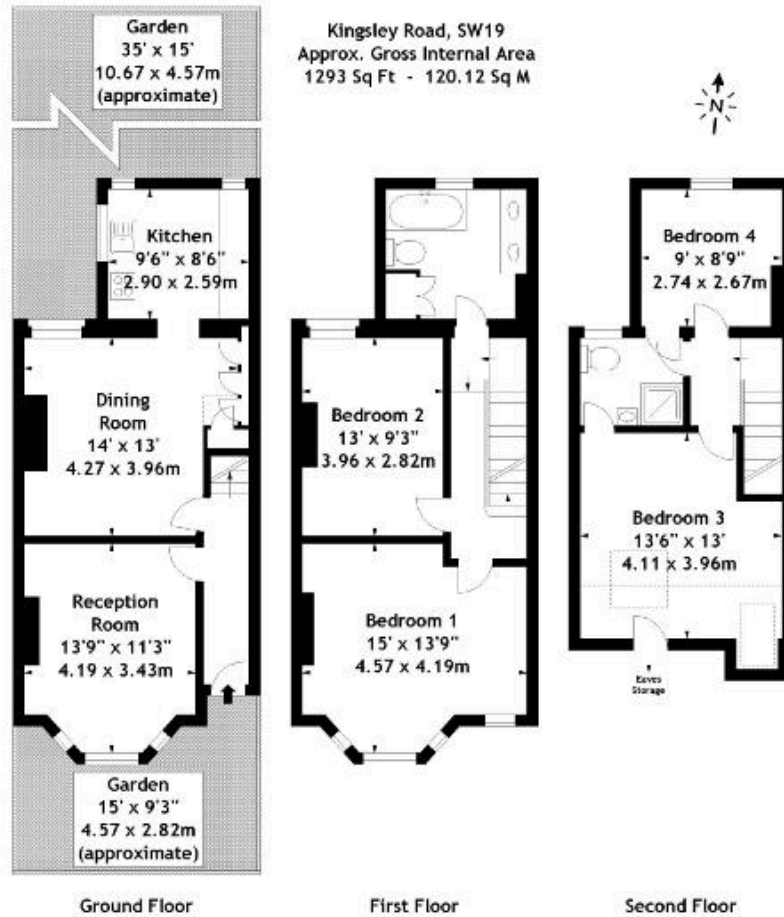 Garden
35' x 15'
10.67 x 4.57m
(approximate)
Kingsley Road, SW19
Approx. Gross Internal Area
1293 Sq Ft - 120.12 Sq M
N
Kitchen
9'6" x 8'6"
2.90 x 2.59m
Dining
Room
14' x 13'
4.27 x 3.96m
Reception
Room
13'9" x 11'3"
4.19 x 3.43m
Garden
15' x 9'3"
4.57 x 2.82m
(approximate)
Ground Floor
Bedroom 2
13' x 9'3"
3.96 x 2.82m
Bedroom 1
15' x 13'9"
4.57 x 4.19m
First Floor
Bedroom 4
9' x 8'9"
2.74 x 2.67m
Bedroom 3
13'6" x 13'
4.11 x 3.96m
Eaves
Storage
Second Floor